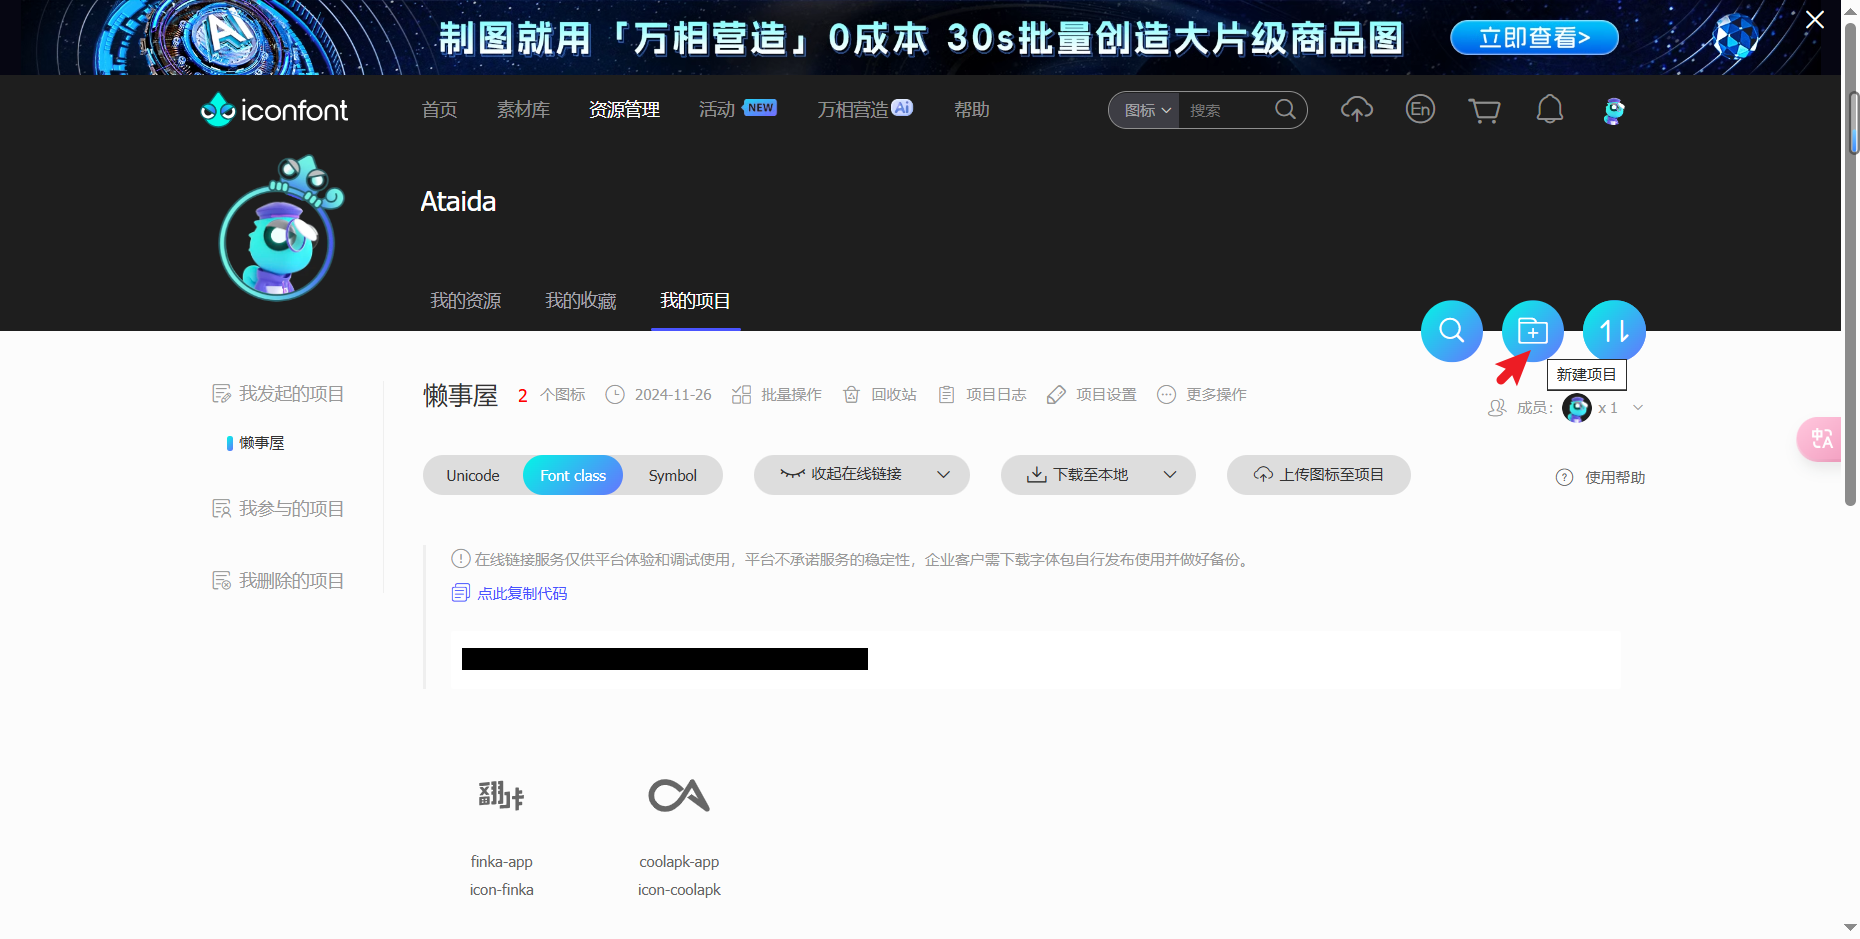 AI
制图就用「万相营造」0成本 30s批量创造大片级商品图
立即查看>
iconfont
首页
素材库
资源管理
活动 NEW
万相营造 Ai
帮助
图标
搜索
En
Ataida
我的资源
我的收藏
我的项目
新建项目
我发起的项目
懒事屋
我参与的项目
我删除的项目
懒事屋 2 个图标 2024-11-26 批量操作 回收站 项目日志 项目设置 更多操作
成员: x 1
Unicode
Font class
Symbol
收起在线链接
下载至本地
上传图标至项目
使用帮助
在线链接服务仅供平台体验和调试使用，平台不承诺服务的稳定性，企业客户需下载字体包自行发布使用并做好备份。
点此复制代码
翻咔
finka-app
icon-finka
coolapk-app
icon-coolapk
中A